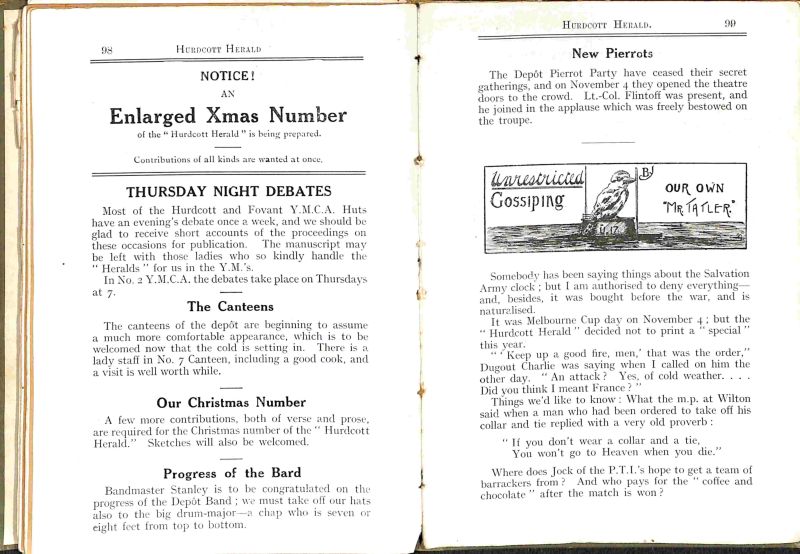 98
HURDCOTT HERALD
NOTICE!
AN
Enlarged Xmas Number
of the "Hurdcott Herald" is being prepared.
Contributions of all kinds are wanted at once.
THURSDAY NIGHT DEBATES
Most of the Hurdcott and Fovant Y.M.C.A. Huts
have an evening's debate once a week, and we should be
glad to receive short accounts of the proceedings on
these occasions for publication. The manuscript may
be left with those ladies who so kindly handle the
"Heralds" for us in the Y.M.'s.
In No. 2 Y.M.C.A. the debates take place on Thursdays
at 7.
The Canteens
The canteens of the depôt are beginning to assume
a much more comfortable appearance, which is to be
welcomed now that the cold is setting in. There is a
lady staff in No. 7 Canteen, including a good cook, and
a visit is well worth while.
Our Christmas Number
A few more contributions, both of verse and prose,
are required for the Christmas number of the "Hurdcott
Herald." Sketches will also be welcomed.
Progress of the Bard
Bandmaster Stanley is to be congratulated on the
progress of the Depôt Band; we must take off our hats
also to the big drum-major—a chap who is seven or
eight feet from top to bottom.
HURDCOTT HERALD.
99
New Pierrots
The Depôt Pierrot Party have ceased their secret
gatherings, and on November 4 they opened the theatre
doors to the crowd. Lt.-Col. Flintoff was present, and
he joined in the applause which was freely bestowed on
the troupe.
Unrestricted
Gossiping
B
OUR OWN
"MR. TATLER."
4.17.
Somebody has been saying things about the Salvation
Army clock; but I am authorised to deny everything—
and, besides, it was bought before the war, and is
naturalised.
It was Melbourne Cup day on November 4; but the
"Hurdcott Herald" decided not to print a "special"
this year.
"'Keep up a good fire, men,' that was the order,"
Dugout Charlie was saying when I called on him the
other day. "An attack? Yes, of cold weather. . . .
Did you think I meant France?"
Things we'd like to know: What the m.p. at Wilton
said when a man who had been ordered to take off his
collar and tie replied with a very old proverb:
"If you don't wear a collar and a tie,
You won't go to Heaven when you die."
Where does Jock of the P.T.I.'s hope to get a team of
barrackers from? And who pays for the "coffee and
chocolate" after the match is won?